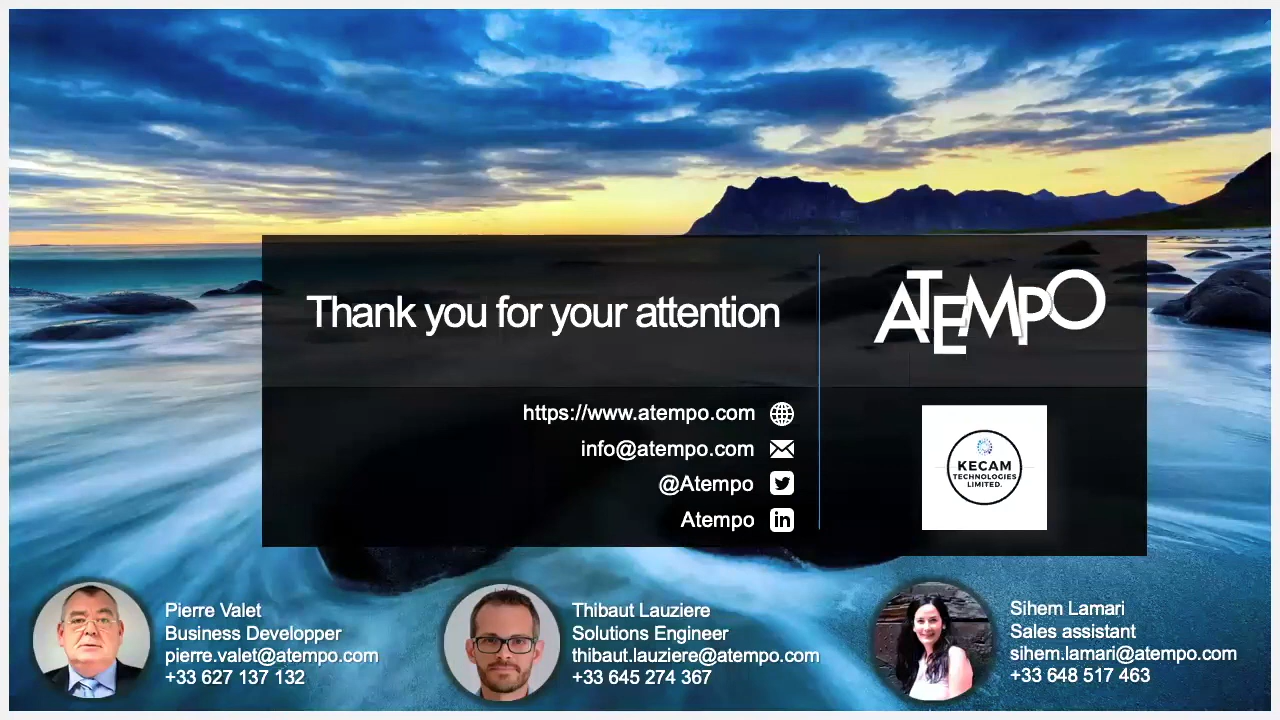 Thank you for your attention
ATEMPO
https://www.atempo.com
info@atempo.com
@Atempo
Atempo
in
KECAM
TECHNOLOGIES
LIMITED.
Pierre Valet
Business Developper
pierre.valet@atempo.com
+33 627 137 132
Thibaut Lauziere
Solutions Engineer
thibaut.lauziere@atempo.com
+33 645 274 367
Sihem Lamari
Sales assistant
sihem.lamari@atempo.com
+33 648 517 463